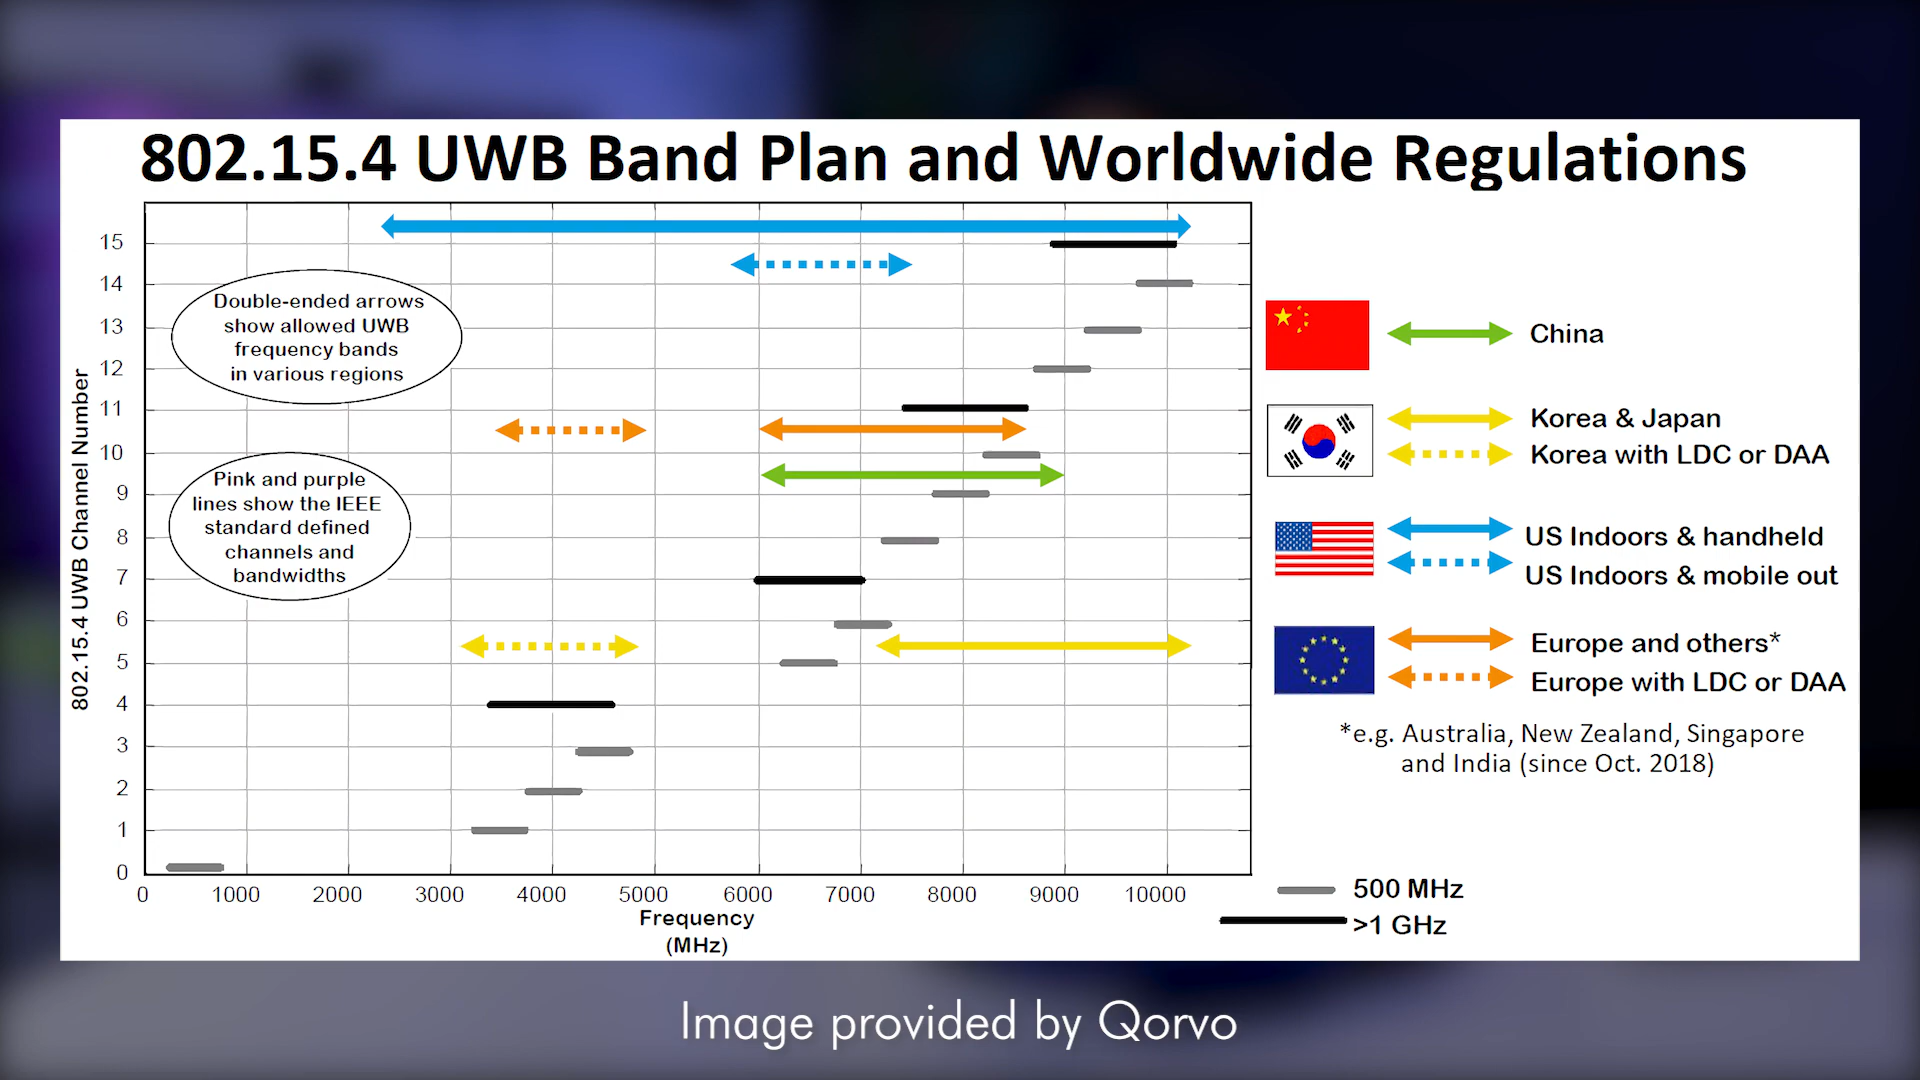 802.15.4 UWB Band Plan and Worldwide Regulations
802.15.4 UWB Channel Number
15
14
13
12
11
10
9
8
7
6
5
4
3
2
1
0
Double-ended arrows
show allowed UWB
frequency bands
in various regions
Pink and purple
lines show the IEEE
standard defined
channels and
bandwidths
0 1000 2000 3000 4000 5000 6000 7000 8000 9000 10000
Frequency
(MHz)
China
Korea & Japan
Korea with LDC or DAA
US Indoors & handheld
US Indoors & mobile out
Europe and others*
Europe with LDC or DAA
*e.g. Australia, New Zealand, Singapore
and India (since Oct. 2018)
500 MHz
>1 GHz
Image provided by Qorvo